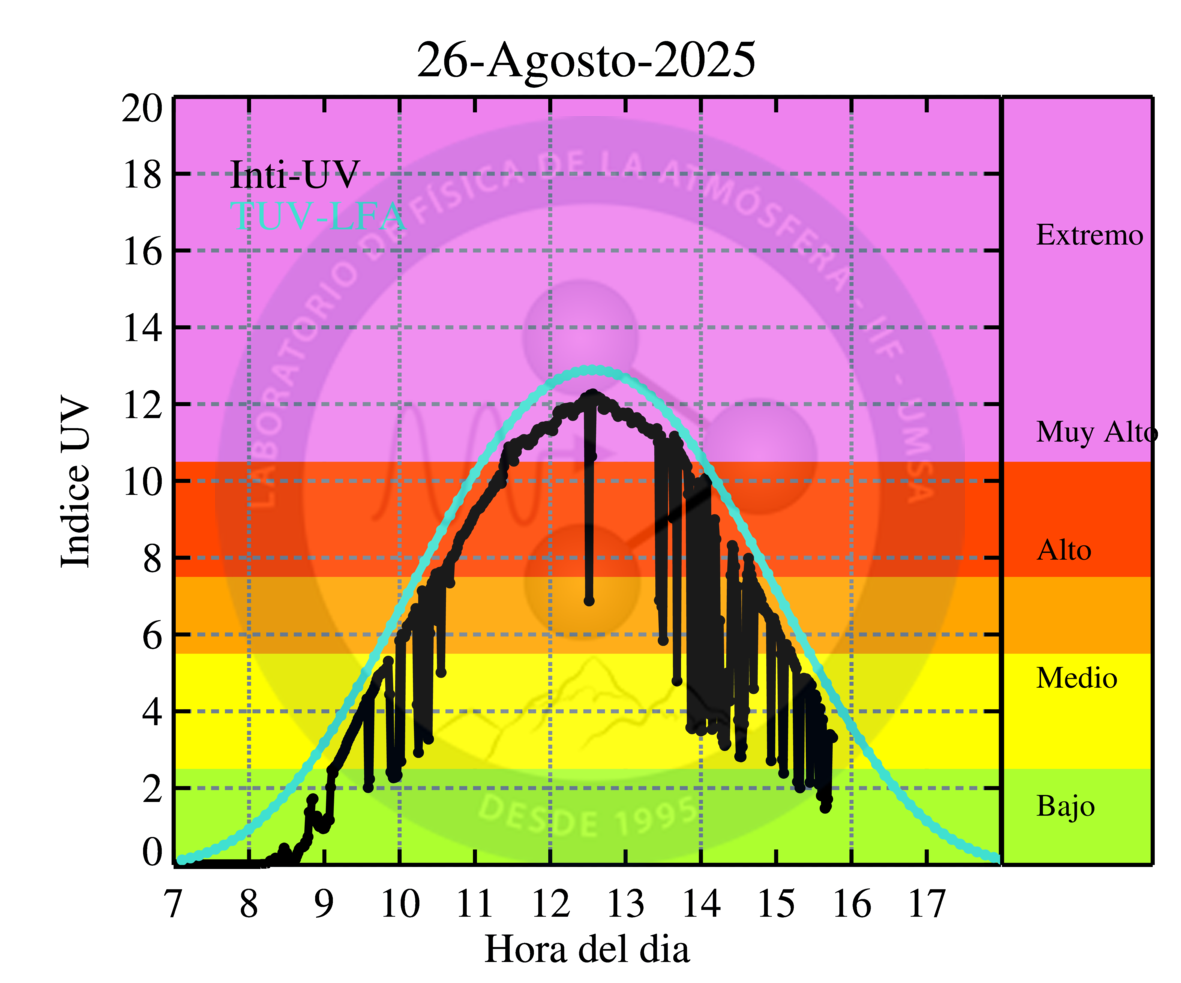 26-Agosto-2025
20
18
16
14
12
10
8
6
4
2
0
Indice UV
Inti-UV
TUV-LFA
LABORATORIO DE FÍSICA DE LA ATMÓSFERA - IIF - UMSA
DESDE 1995
Extremo
Muy Alto
Alto
Medio
Bajo
7 8 9 10 11 12 13 14 15 16 17
Hora del dia